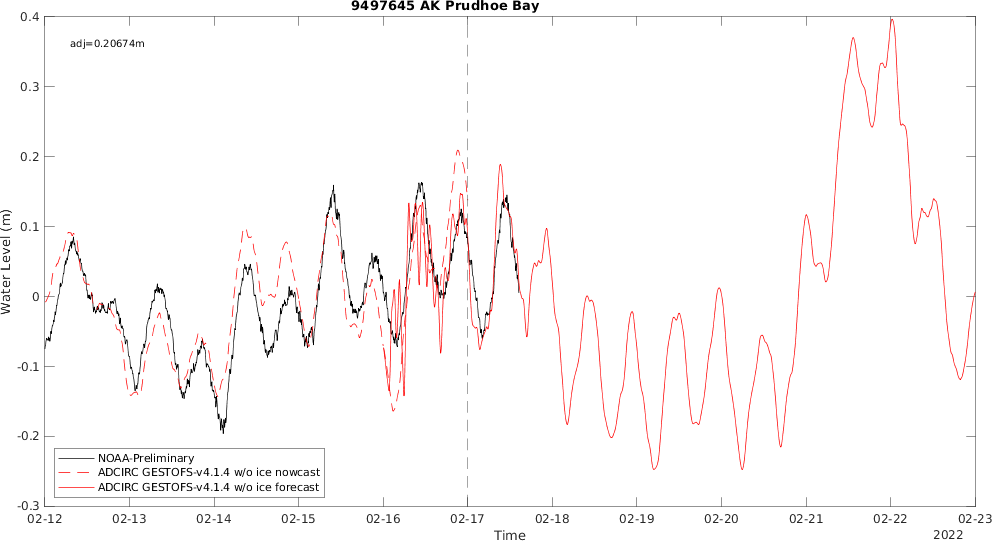 9497645 AK Prudhoe Bay
adj=0.20674m
Water Level (m)
0.4
0.3
0.2
0.1
0
-0.1
-0.2
-0.3
NOAA-Preliminary
ADCIRC GESTOFS-v4.1.4 w/o ice nowcast
ADCIRC GESTOFS-v4.1.4 w/o ice forecast
02-12 02-13 02-14 02-15 02-16 02-17 02-18 02-19 02-20 02-21 02-22 02-23
Time
2022